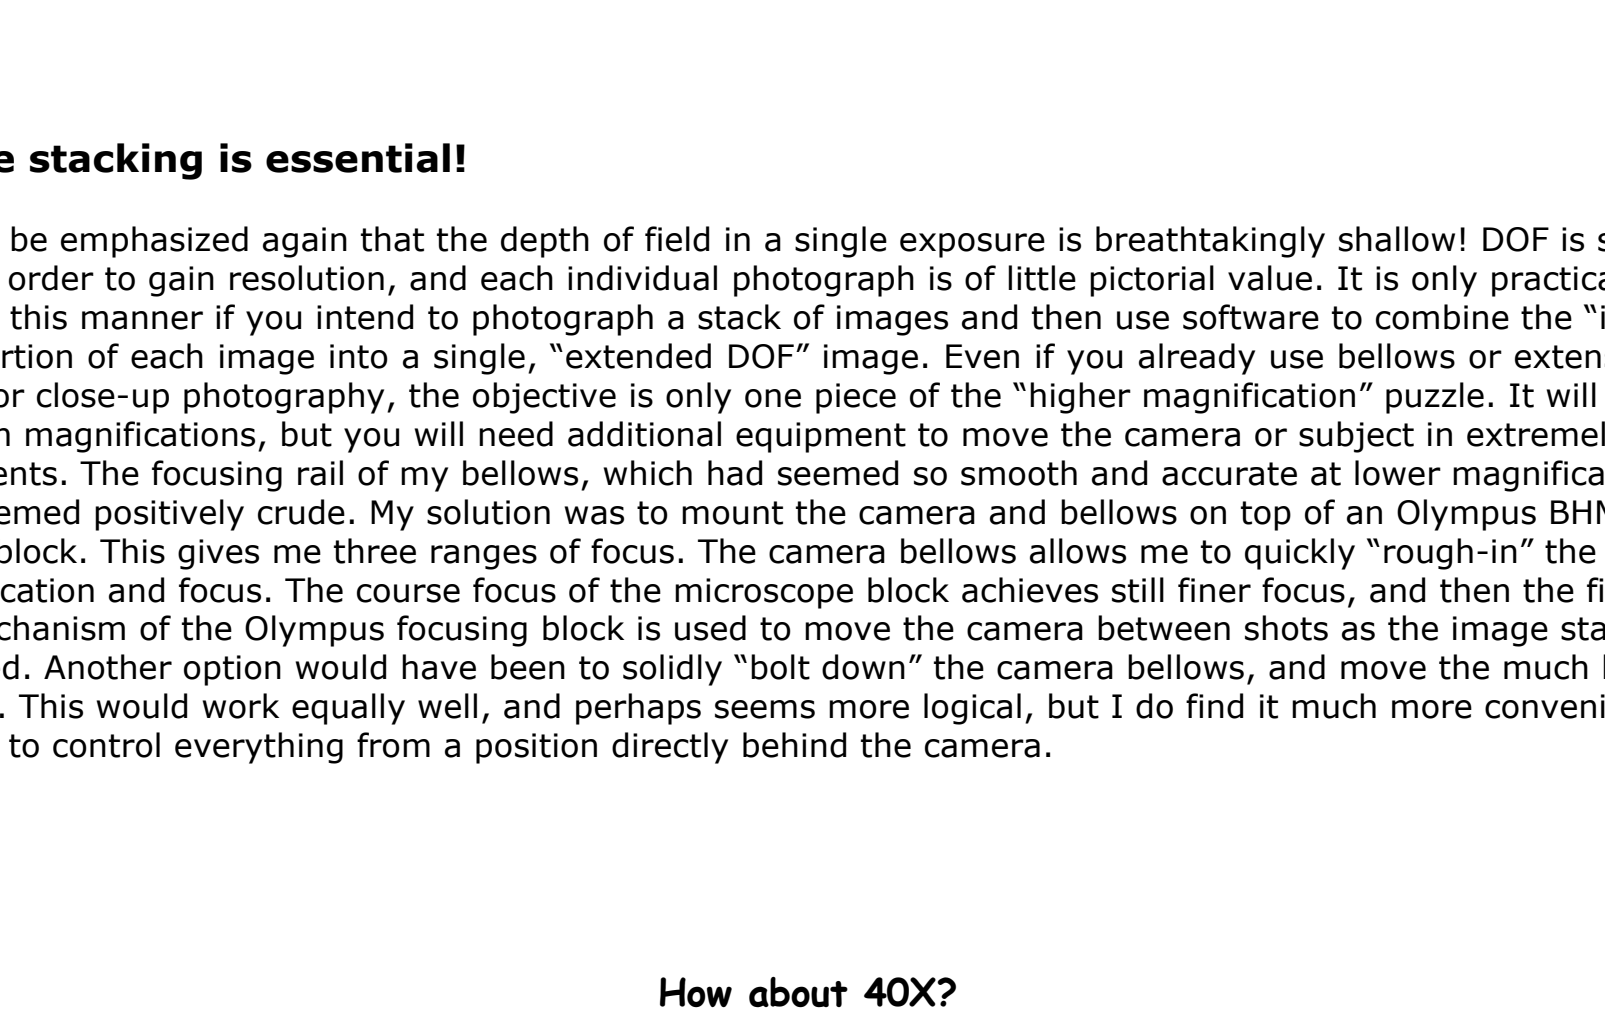 e stacking is essential!
be emphasized again that the depth of field in a single exposure is breathtakingly shallow! DOF is s
order to gain resolution, and each individual photograph is of little pictorial value. It is only practica
this manner if you intend to photograph a stack of images and then use software to combine the “i
rtion of each image into a single, “extended DOF” image. Even if you already use bellows or exten
or close-up photography, the objective is only one piece of the “higher magnification” puzzle. It will
n magnifications, but you will need additional equipment to move the camera or subject in extremel
ents. The focusing rail of my bellows, which had seemed so smooth and accurate at lower magnifica
emed positively crude. My solution was to mount the camera and bellows on top of an Olympus BHM
block. This gives me three ranges of focus. The camera bellows allows me to quickly “rough-in” the
cation and focus. The course focus of the microscope block achieves still finer focus, and then the fi
chanism of the Olympus focusing block is used to move the camera between shots as the image sta
d. Another option would have been to solidly “bolt down” the camera bellows, and move the much l
. This would work equally well, and perhaps seems more logical, but I do find it much more conveni
to control everything from a position directly behind the camera.
How about 40X?